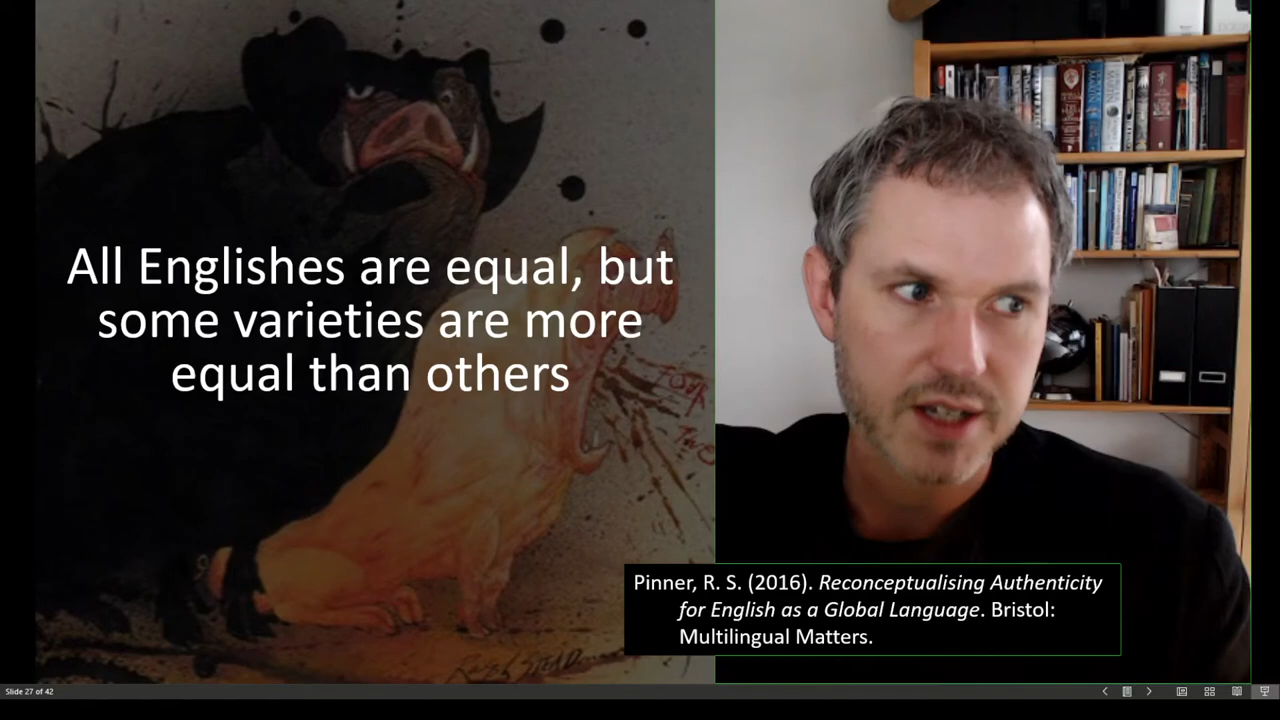 All Englishes are equal, but
some varieties are more
equal than others
Pinner, R. S. (2016). Reconceptualising Authenticity
for English as a Global Language. Bristol:
Multilingual Matters.
Slide 27 of 42